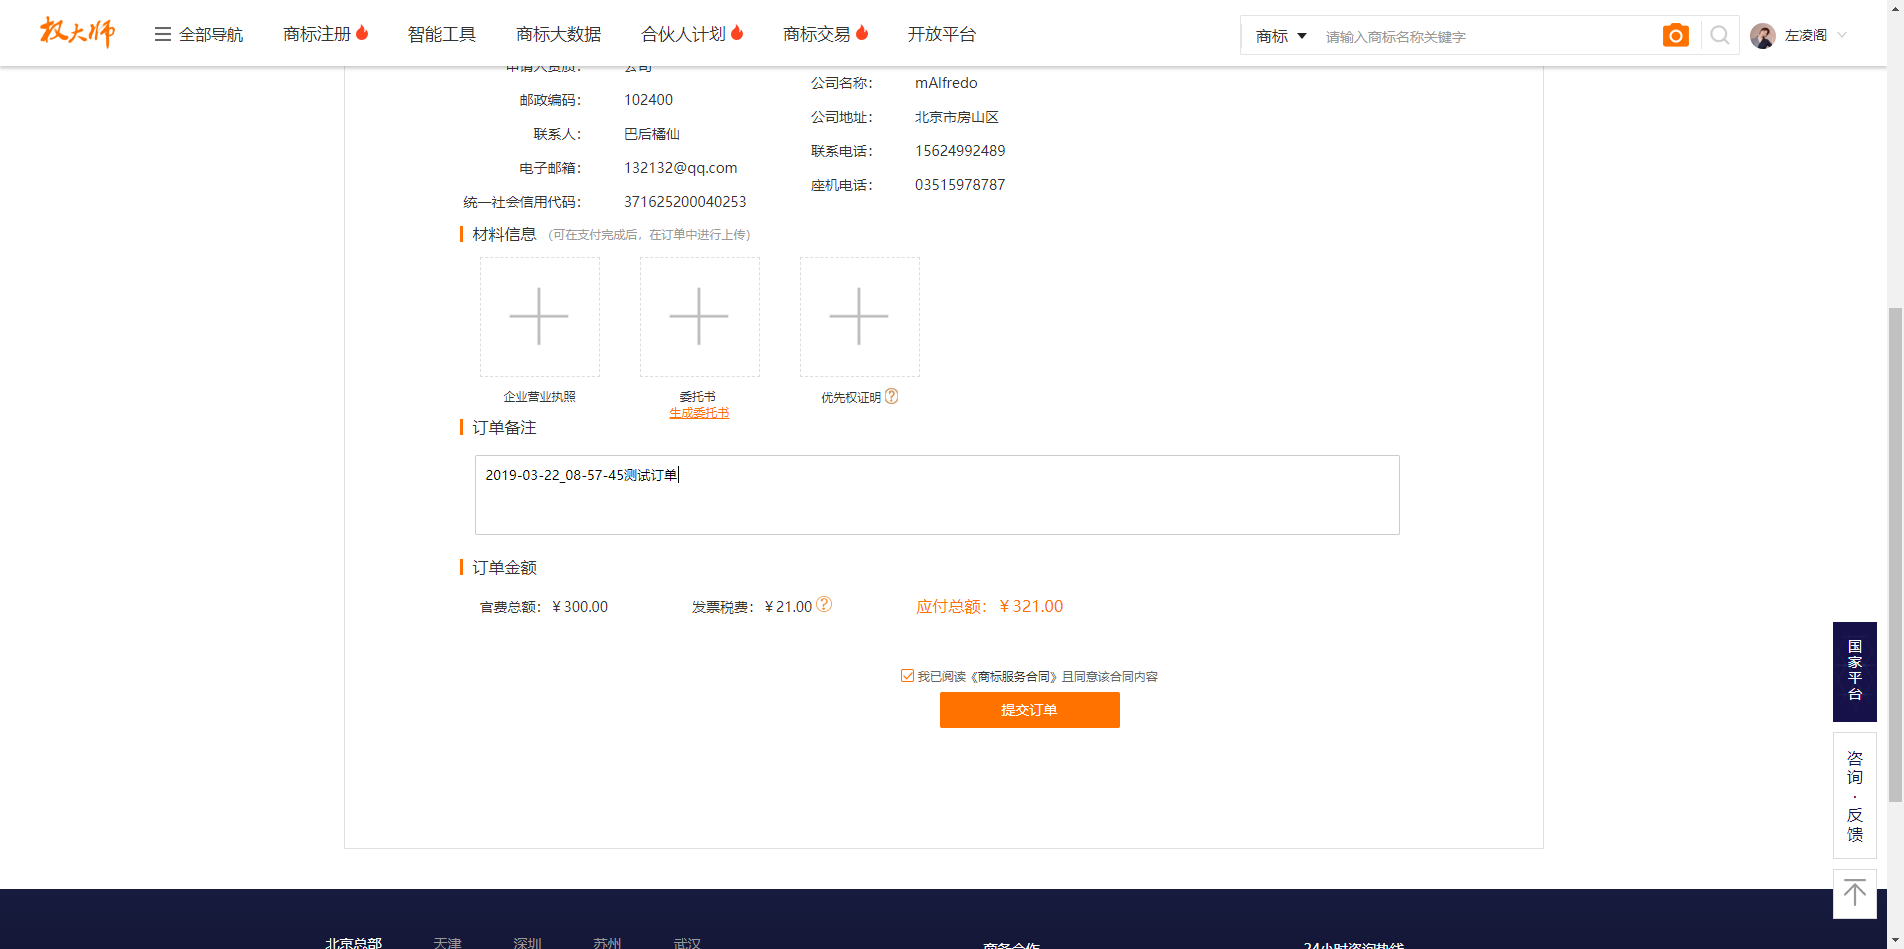 权大师 全部导航 商标注册 智能工具 商标大数据 合伙人计划 商标交易 开放平台 商标 请输入商标名称关键字 左凌阁
申请人资质： 公司
公司名称： mAlfredo
邮政编码： 102400
公司地址： 北京市房山区
联系人： 巴后橘仙
联系电话： 15624992489
电子邮箱： 132132@qq.com
座机电话： 03515978787
统一社会信用代码： 371625200040253
材料信息 (可在支付完成后，在订单中进行上传)
企业营业执照 委托书 优先权证明
生成委托书
订单备注
2019-03-22_08-57-45测试订单
订单金额
官费总额：￥300.00 发票税费：￥21.00 应付总额：￥321.00
我已阅读《商标服务合同》且同意该合同内容
提交订单
国家平台
咨询·反馈
北京总部 天津 深圳 苏州 武汉 商务合作 24小时咨询热线